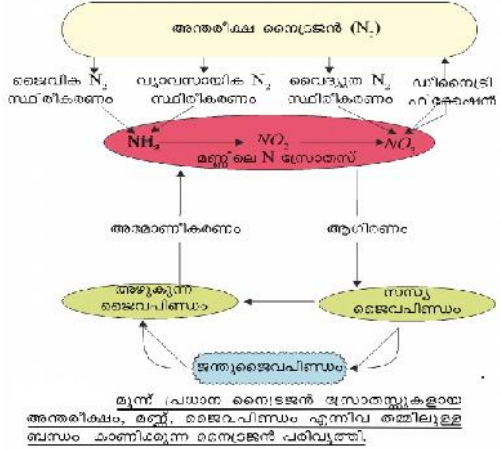 അന്തരീക്ഷ നൈട്രജൻ (N₂)
ജൈവിക N₂ സ്ഥിരീകരണം
വ്യാവസായിക N₂ സ്ഥിരീകരണം
വൈദ്യുത N₂ സ്ഥിരീകരണം
ഡീനൈട്രി
ഫിക്കേഷൻ
NH₃ NO₂ NO₃
മണ്ണിലെ N സ്രോതസ്
അമോണീകരണം
ആഗിരണം
അഴുകുന്ന
ജൈവപിണ്ഡം
സസ്യ
ജൈവപിണ്ഡം
ജന്തുജൈവപിണ്ഡം
മൂന്ന് പ്രധാന നൈട്രജൻ സ്രോതസ്സുകളായ
അന്തരീക്ഷം, മണ്ണ്, ജൈവപിണ്ഡം എന്നിവ തമ്മിലുള്ള
ബന്ധം കാണിക്കുന്ന നൈട്രജൻ പരിവൃത്തി.